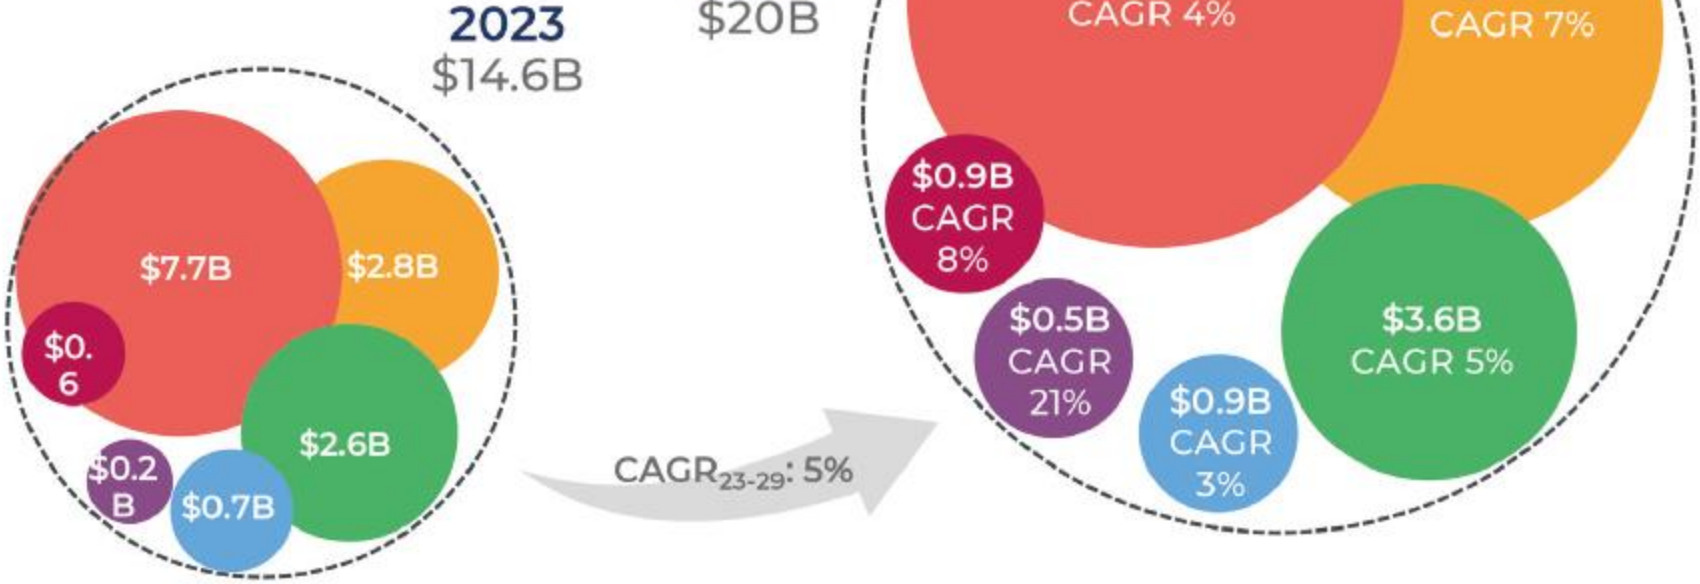 2023
$14.6B
$20B
CAGR 4%
CAGR 7%
$7.7B
$2.8B
$0.
6
$2.6B
$0.2
B
$0.7B
CAGR23-29: 5%
$0.9B
CAGR
8%
$0.5B
CAGR
21%
$0.9B
CAGR
3%
$3.6B
CAGR 5%